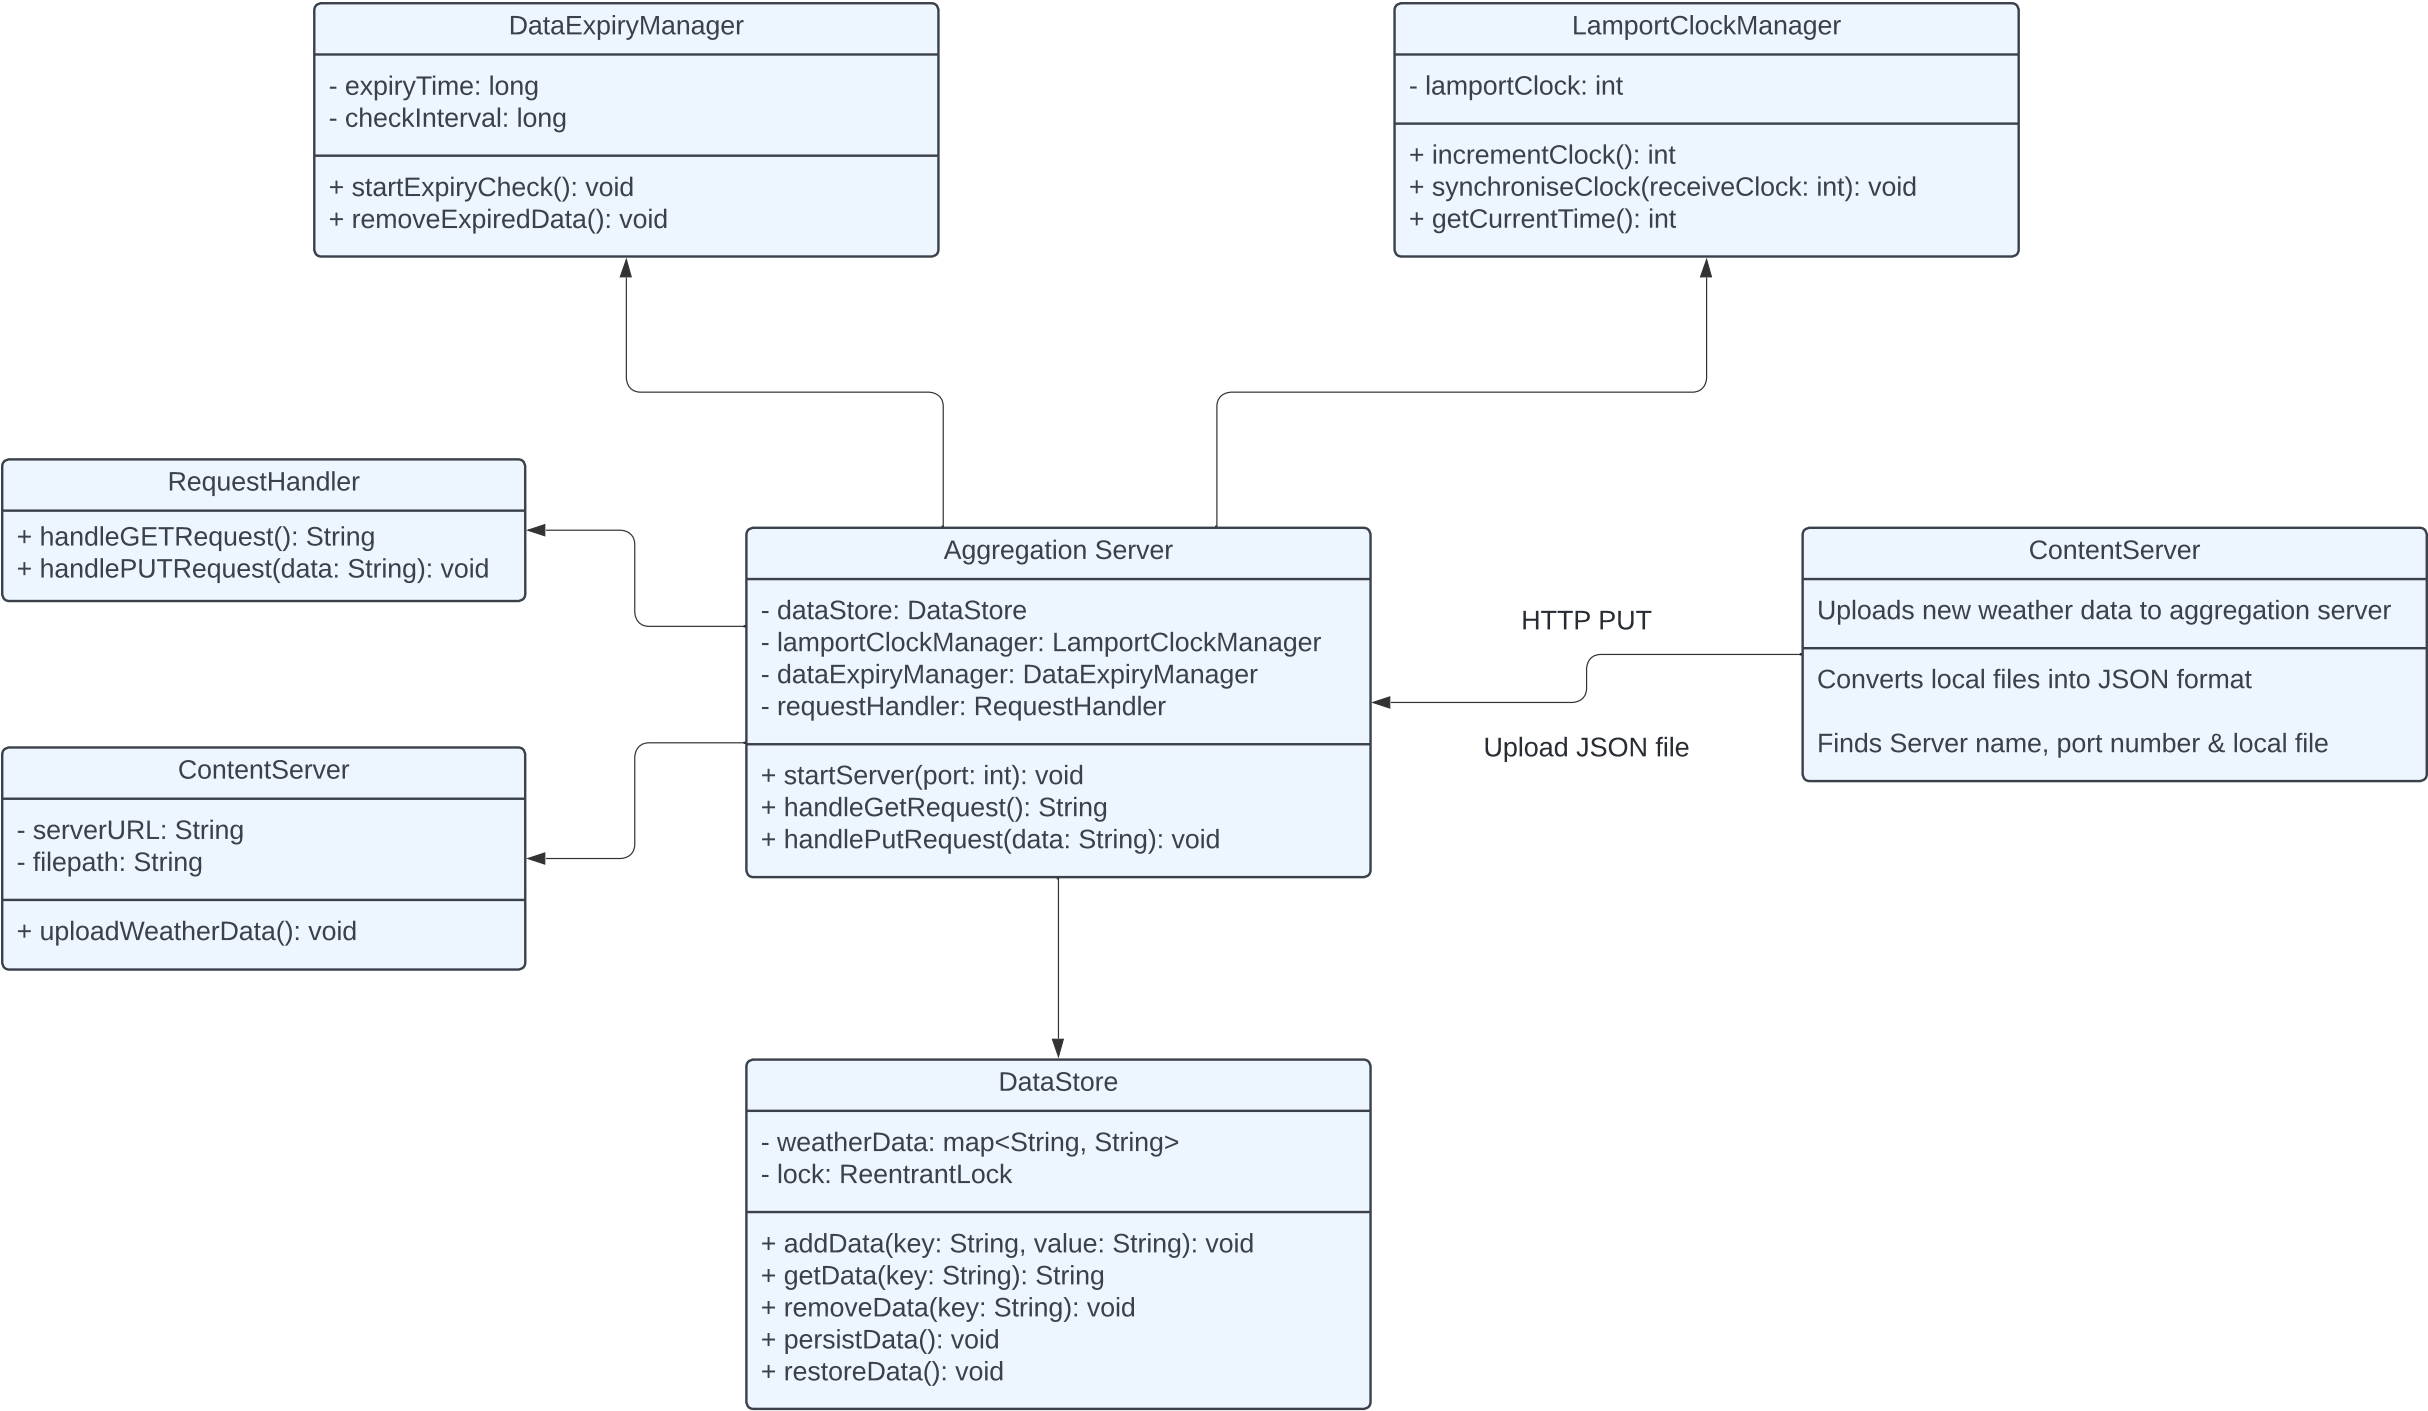 DataExpiryManager
- expiryTime: long
- checkInterval: long
+ startExpiryCheck(): void
+ removeExpiredData(): void
LamportClockManager
- lamportClock: int
+ incrementClock(): int
+ synchroniseClock(receiveClock: int): void
+ getCurrentTime(): int
RequestHandler
+ handleGETRequest(): String
+ handlePUTRequest(data: String): void
Aggregation Server
- dataStore: DataStore
- lamportClockManager: LamportClockManager
- dataExpiryManager: DataExpiryManager
- requestHandler: RequestHandler
+ startServer(port: int): void
+ handleGetRequest(): String
+ handlePutRequest(data: String): void
HTTP PUT
Upload JSON file
ContentServer
Uploads new weather data to aggregation server
Converts local files into JSON format
Finds Server name, port number & local file
ContentServer
- serverURL: String
- filepath: String
+ uploadWeatherData(): void
DataStore
- weatherData: map<String, String>
- lock: ReentrantLock
+ addData(key: String, value: String): void
+ getData(key: String): String
+ removeData(key: String): void
+ persistData(): void
+ restoreData(): void